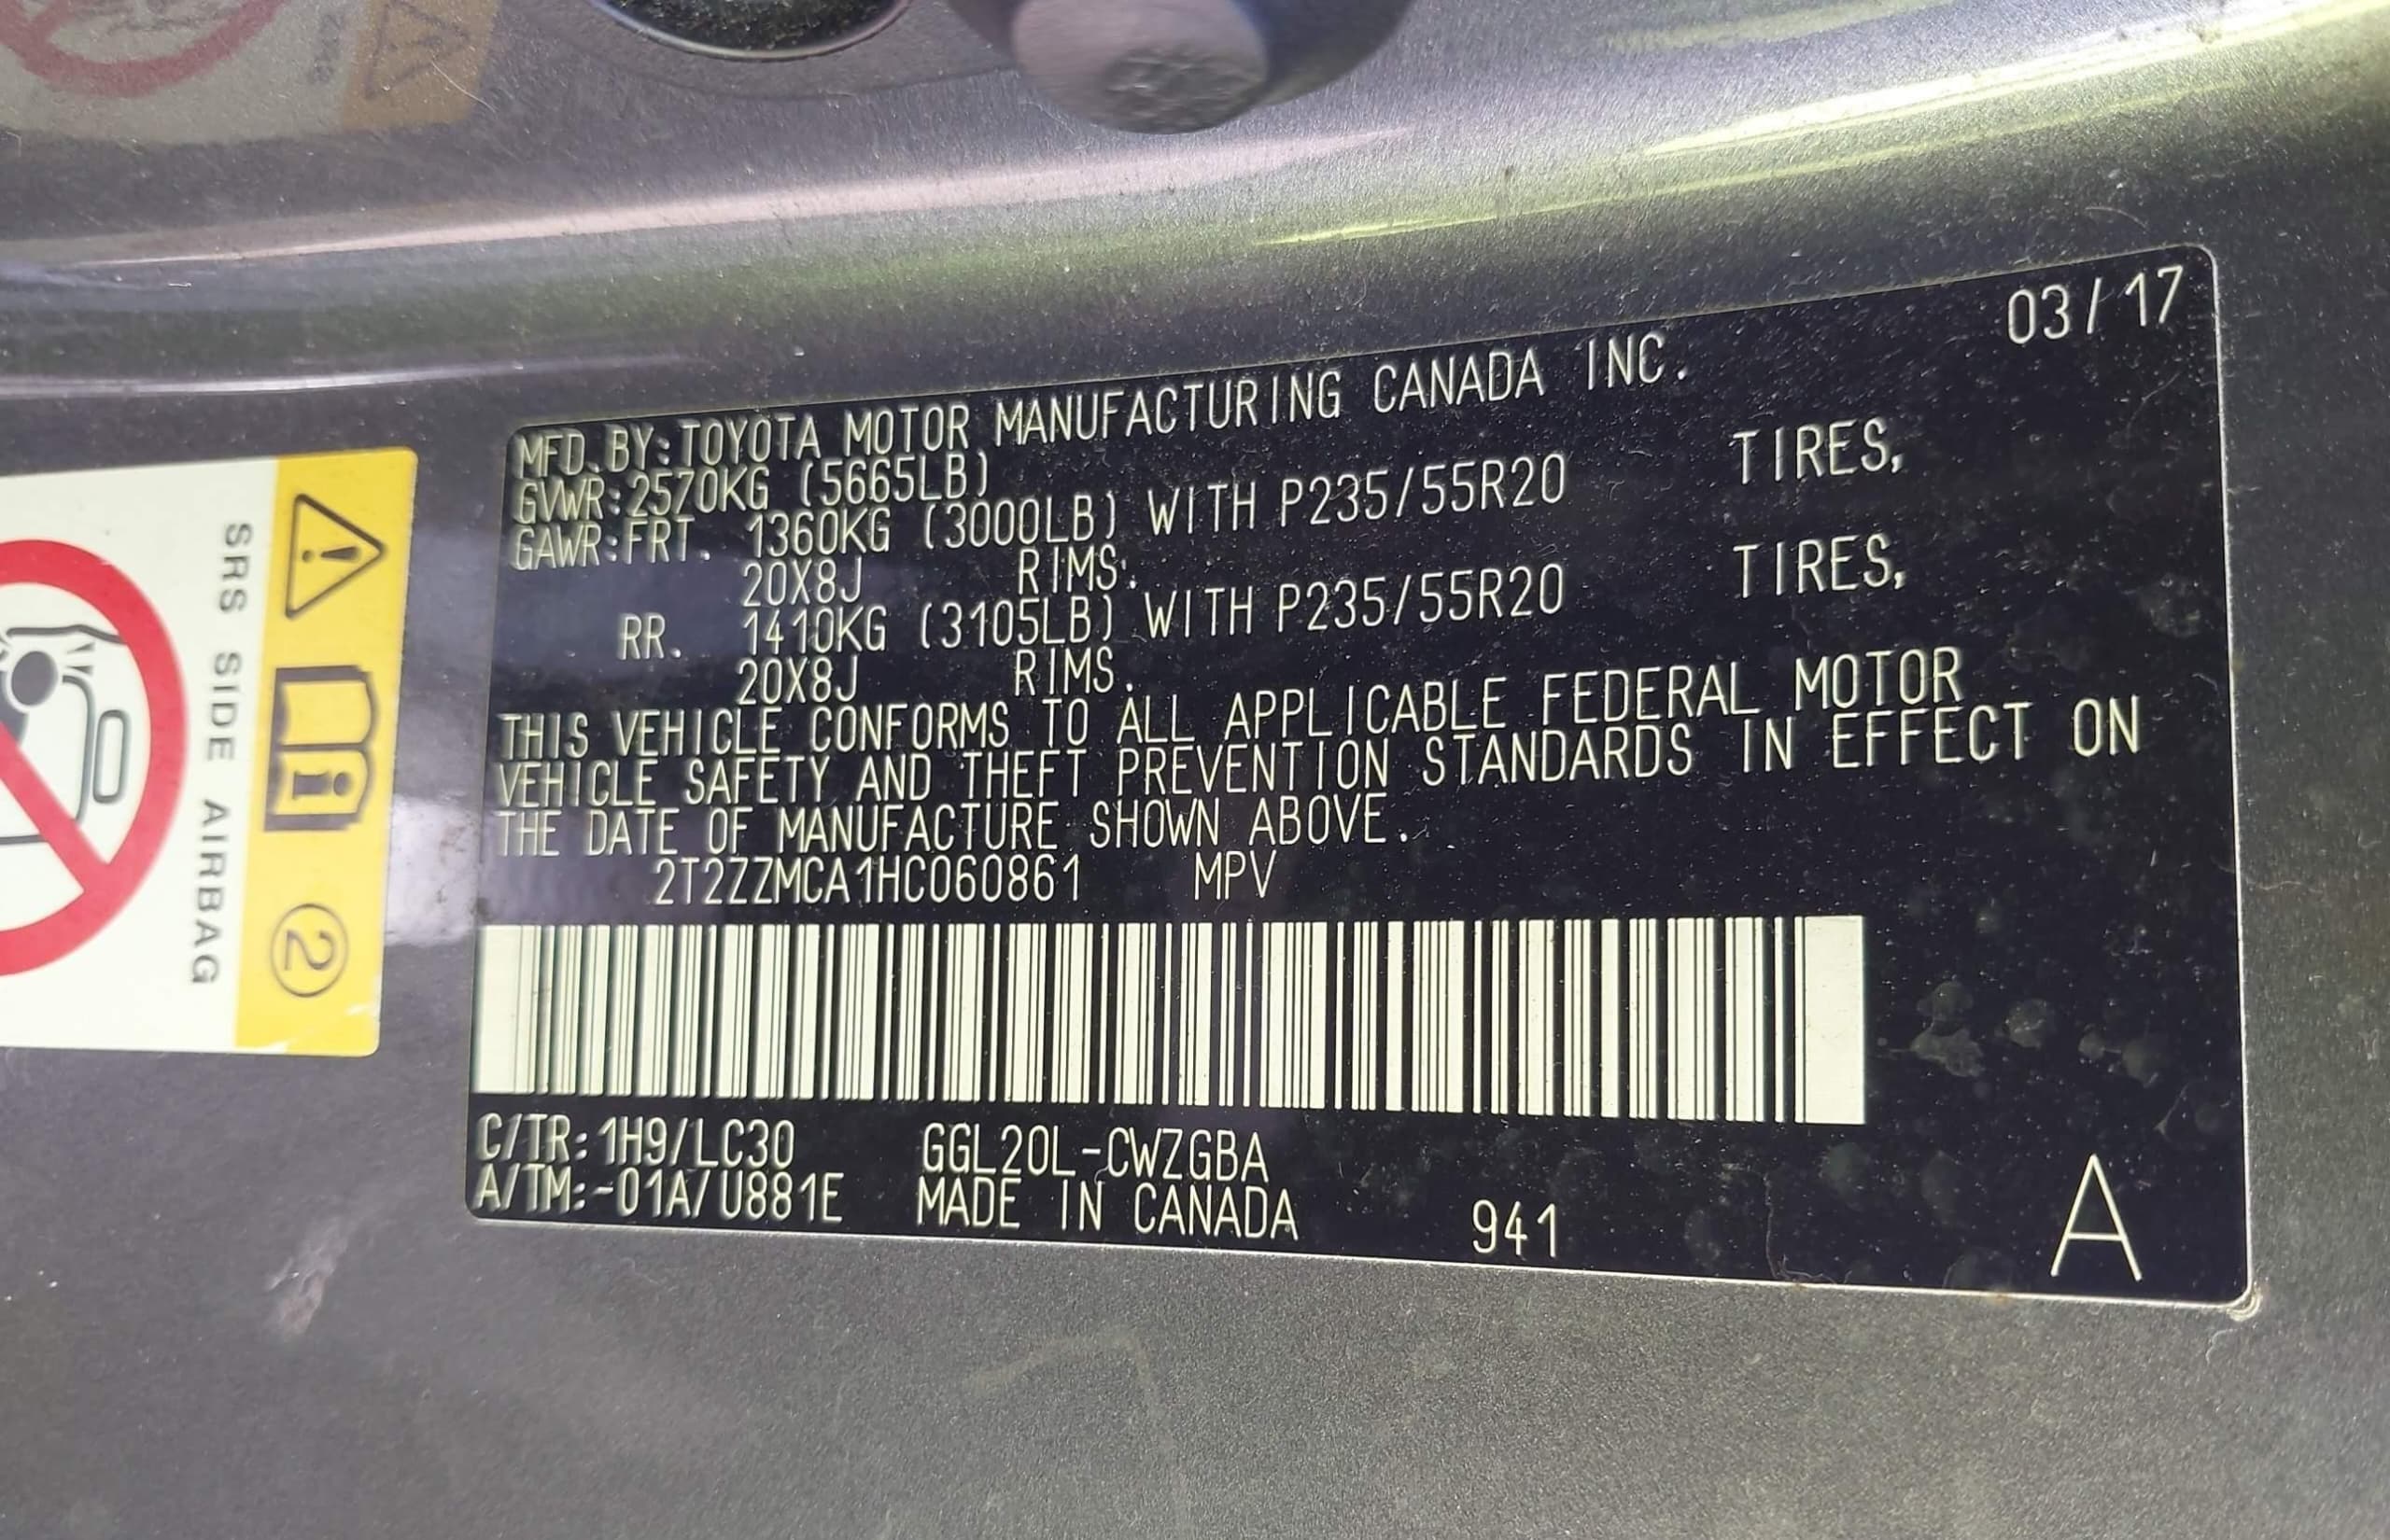 03/17
MFD.BY:TOYOTA MOTOR MANUFACTURING CANADA INC.
GVWR:2570KG (5665LB)
GAWR:FRT. 1360KG (3000LB) WITH P235/55R20 TIRES,
20X8J RIMS.
RR. 1410KG (3105LB) WITH P235/55R20 TIRES,
20X8J RIMS.
THIS VEHICLE CONFORMS TO ALL APPLICABLE FEDERAL MOTOR
VEHICLE SAFETY AND THEFT PREVENTION STANDARDS IN EFFECT ON
THE DATE OF MANUFACTURE SHOWN ABOVE.
2T2ZZMCA1HC060861 MPV
C/TR:1H9/LC30 GGL20L-CWZGBA
A/TM:-01A/U881E MADE IN CANADA 941 A
SRS SIDE AIRBAG
2